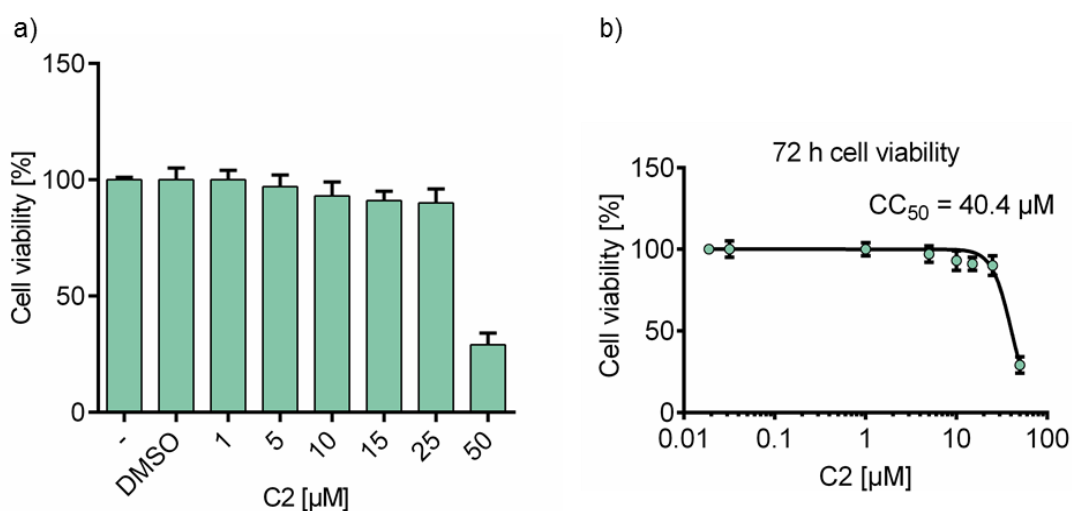 a)
150
100
50
0
Cell viability [%]
-
DMSO
1
5
10
15
25
50
C2 [µM]
b)
72 h cell viability
CC₅₀ = 40.4 µM
150
100
50
0
Cell viability [%]
0.01
0.1
1
10
100
C2 [µM]